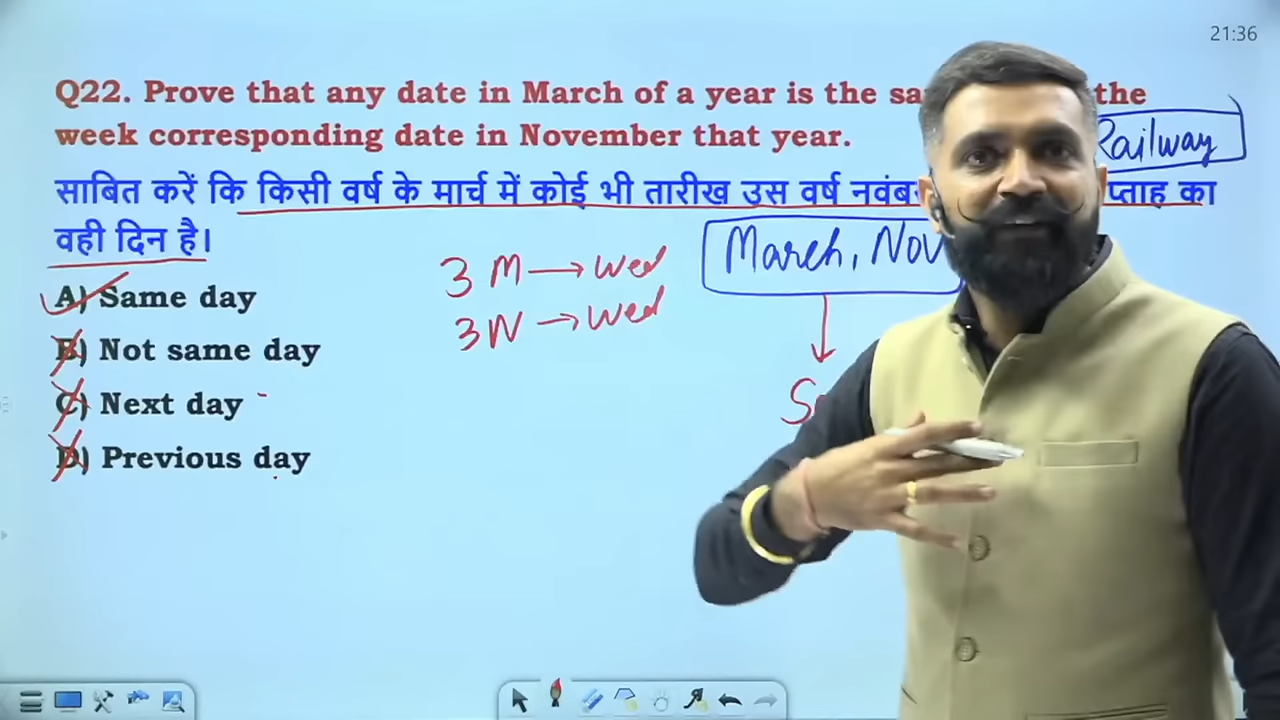 21:36
Q22. Prove that any date in March of a year is the the
week corresponding date in November that year.
Railway
साबित करें कि किसी वर्ष के मार्च में कोई भी तारीख उस वर्ष का
वही दिन है।
March, Nov
3 M → Wed
3 N → Wed
A) Same day
B) Not same day
C) Next day
D) Previous day